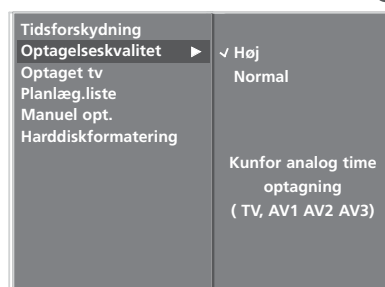 Tidsforskydning
Optagelseskvalitet
Optaget tv
Planlæg.liste
Manuel opt.
Harddiskformatering
Høj
Normal
Kunfor analog time
optagning
( TV, AV1 AV2 AV3)